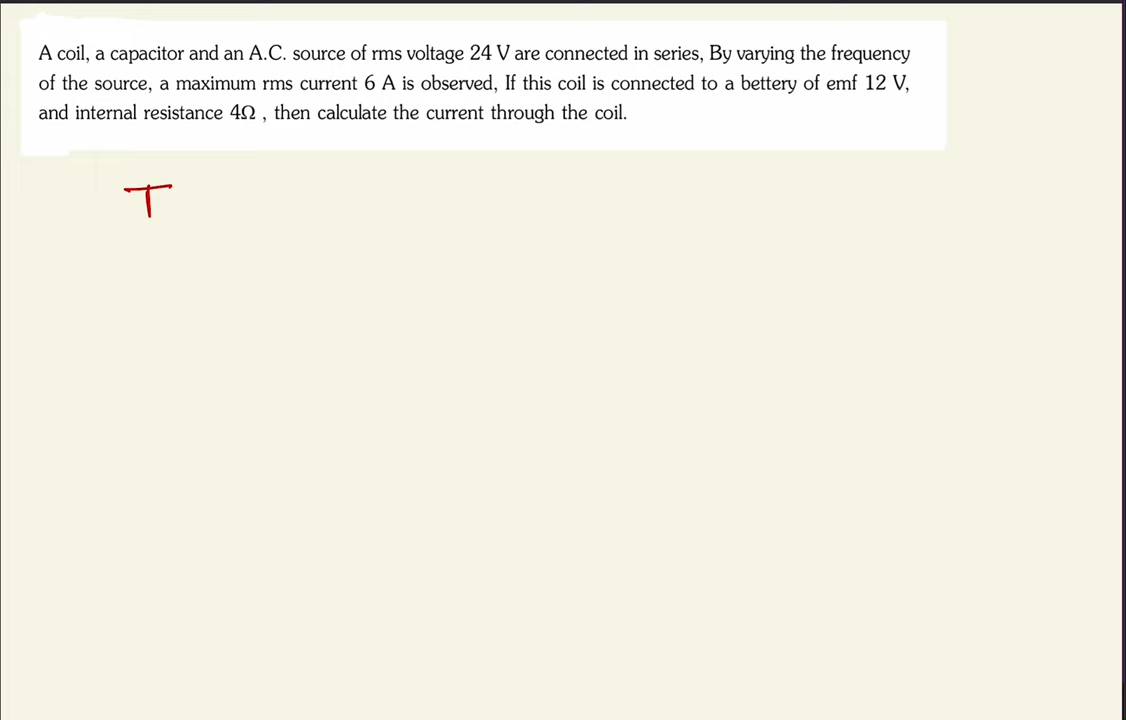 A coil, a capacitor and an A.C. source of rms voltage 24 V are connected in series, By varying the frequency
of the source, a maximum rms current 6 A is observed, If this coil is connected to a bettery of emf 12 V,
and internal resistance 4Ω , then calculate the current through the coil.
T